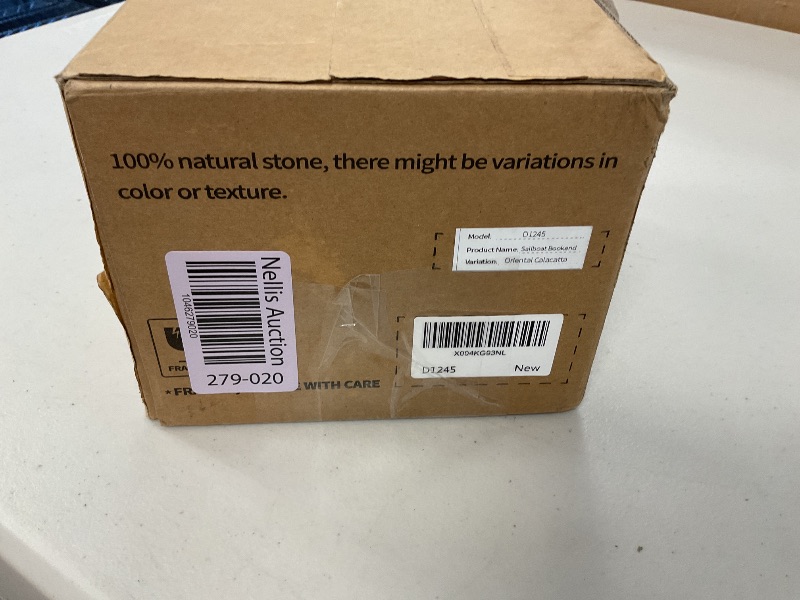 100% natural stone, there might be variations in
color or texture.
Model: D1245
Product Name: Sailboat Bookend
Variation: Oriental Calacatta
Nellis Auction
1046279020
279-020
X004KG93NL
D1245 New
WITH CARE